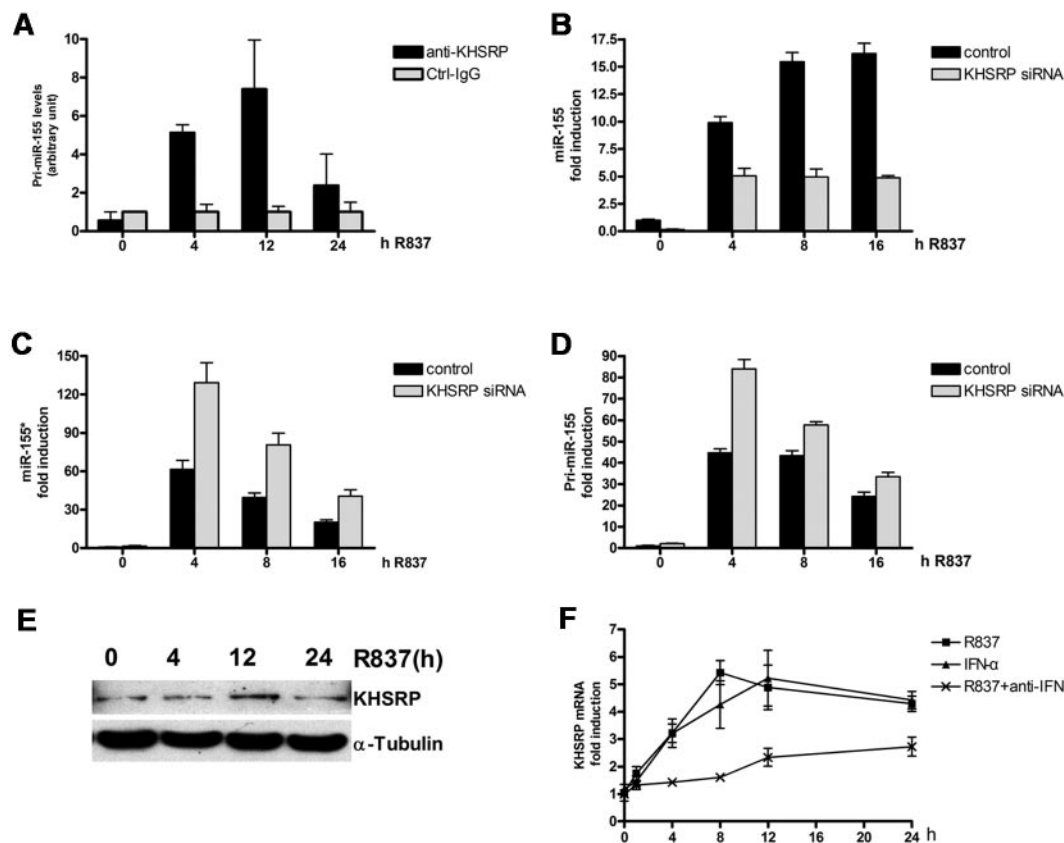 A
Pri-miR-155 levels
(arbitrary unit)
10
8
6
4
2
0
0 4 12 24 h R837
anti-KHSRP
Ctrl-IgG
B
miR-155
fold induction
17.5
15.0
12.5
10.0
7.5
5.0
2.5
0.0
0 4 8 16 h R837
control
KHSRP siRNA
C
miR-155*
fold induction
150
120
90
60
30
0
0 4 8 16 h R837
control
KHSRP siRNA
D
Pri-miR-155
fold induction
90
80
70
60
50
40
30
20
10
0
0 4 8 16 h R837
control
KHSRP siRNA
E
0 4 12 24 R837(h)
KHSRP
α-Tubulin
F
KHSRP mRNA
fold induction
7
6
5
4
3
2
1
0
0 4 8 12 16 20 24 h
R837
IFN-α
R837+anti-IFN